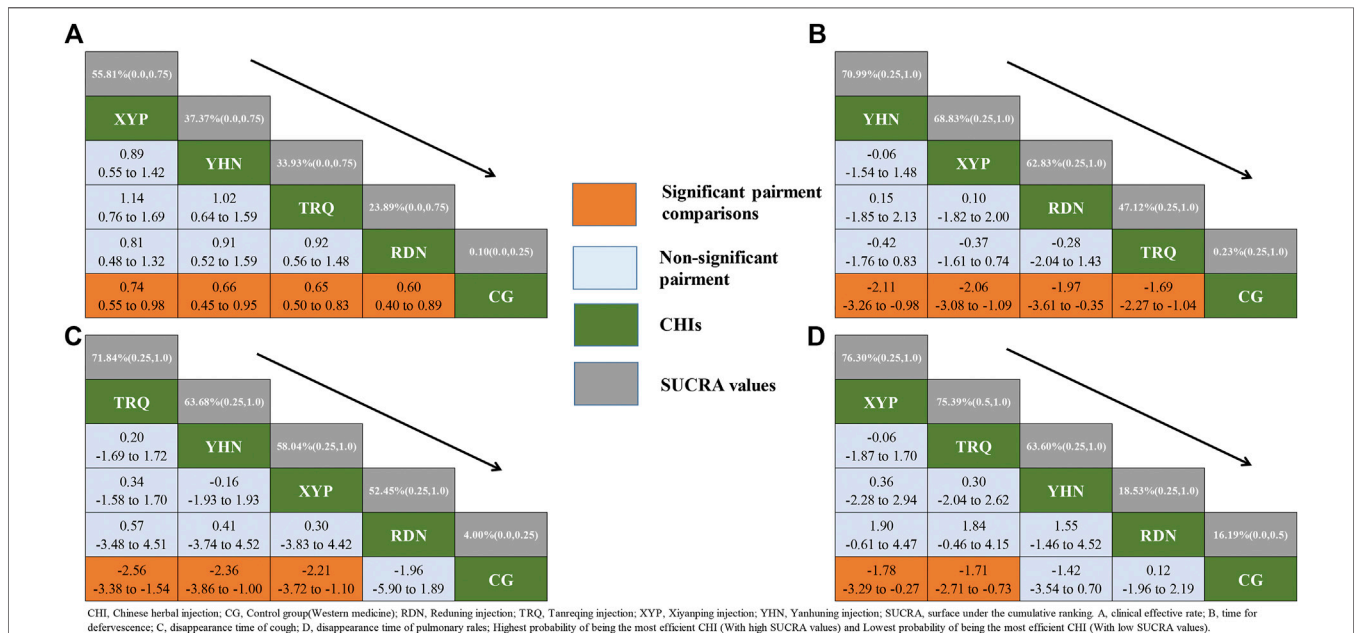 A
55.81%(0.0,0.75)
XYP
37.37%(0.0,0.75)
0.89
0.55 to 1.42
YHN
33.93%(0.0,0.75)
1.14
0.76 to 1.69
1.02
0.64 to 1.59
TRQ
23.89%(0.0,0.75)
0.81
0.48 to 1.32
0.91
0.52 to 1.59
0.92
0.56 to 1.48
RDN
0.10(0.0,0.25)
0.74
0.55 to 0.98
0.66
0.45 to 0.95
0.65
0.50 to 0.83
0.60
0.40 to 0.89
CG
B
70.99%(0.25,1.0)
YHN
68.83%(0.25,1.0)
-0.06
-1.54 to 1.48
XYP
62.83%(0.25,1.0)
0.15
-1.85 to 2.13
0.10
-1.82 to 2.00
RDN
47.12%(0.25,1.0)
-0.42
-1.76 to 0.83
-0.37
-1.61 to 0.74
-0.28
-2.04 to 1.43
TRQ
0.23%(0.25,1.0)
-2.11
-3.26 to -0.98
-2.06
-3.08 to -1.09
-1.97
-3.61 to -0.35
-1.69
-2.27 to -1.04
CG
Significant pairment
comparisons
Non-significant
pairment
CHIs
SUCRA values
C
71.84%(0.25,1.0)
TRQ
63.68%(0.25,1.0)
0.20
-1.69 to 1.72
YHN
58.04%(0.25,1.0)
0.34
-1.58 to 1.70
-0.16
-1.93 to 1.93
XYP
52.45%(0.25,1.0)
0.57
-3.48 to 4.51
0.41
-3.74 to 4.52
0.30
-3.83 to 4.42
RDN
4.00%(0.0,0.25)
-2.56
-3.38 to -1.54
-2.36
-3.86 to -1.00
-2.21
-3.72 to -1.10
-1.96
-5.90 to 1.89
CG
D
76.30%(0.25,1.0)
XYP
75.39%(0.5,1.0)
-0.06
-1.87 to 1.70
TRQ
63.60%(0.25,1.0)
0.36
-2.28 to 2.94
0.30
-2.04 to 2.62
YHN
18.53%(0.25,1.0)
1.90
-0.61 to 4.47
1.84
-0.46 to 4.15
1.55
-1.46 to 4.52
RDN
16.19%(0.0,0.5)
-1.78
-3.29 to -0.27
-1.71
-2.71 to -0.73
-1.42
-3.54 to 0.70
0.12
-1.96 to 2.19
CG
CHI, Chinese herbal injection; CG, Control group(Western medicine); RDN, Reduning injection; TRQ, Tanreqing injection; XYP, Xiyanping injection; YHN, Yanhuning injection; SUCRA, surface under the cumulative ranking. A, clinical effective rate; B, time for
defervescence; C, disappearance time of cough; D, disappearance time of pulmonary rales; Highest probability of being the most efficient CHI (With high SUCRA values) and Lowest probability of being the most efficient CHI (With low SUCRA values).